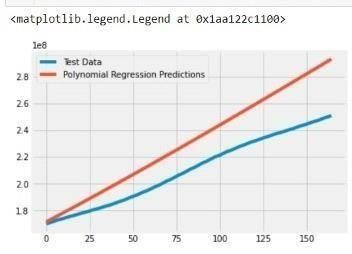 <matplotlib.legend.Legend at 0x1aa122c1100>
1e8
Test Data
Polynomial Regression Predictions
2.8
2.6
2.4
2.2
2.0
1.8
0 25 50 75 100 125 150